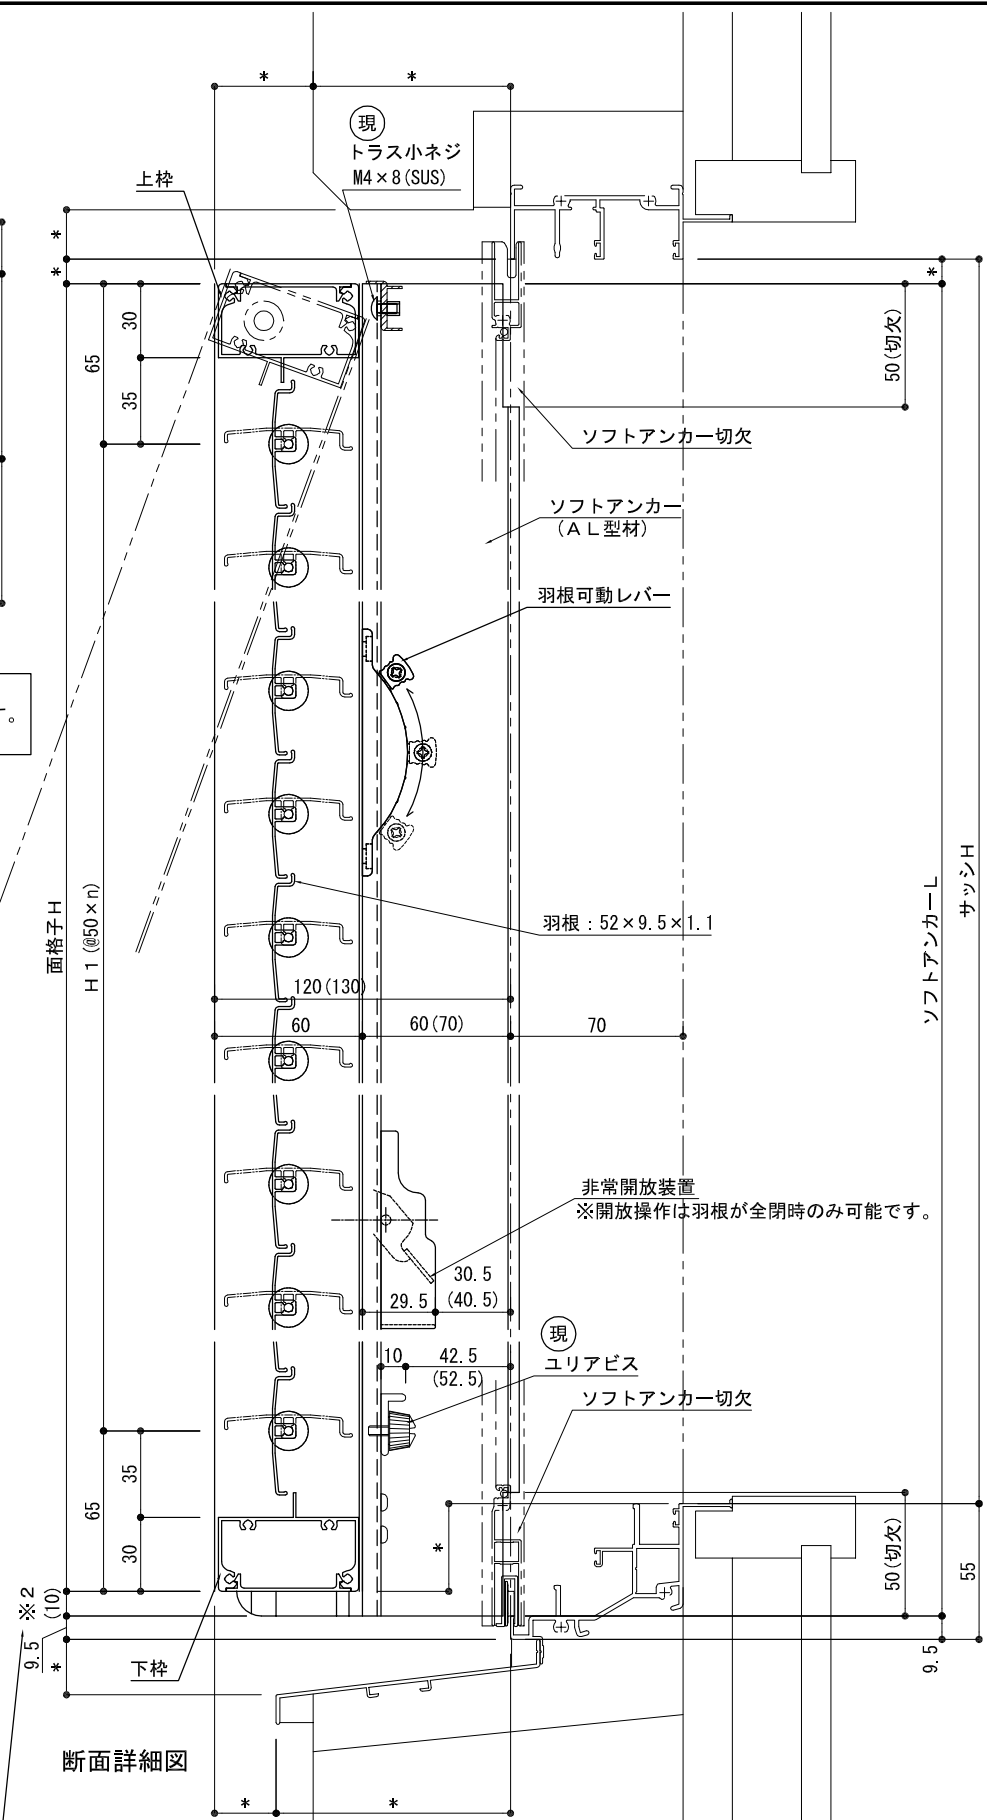 *
*
現
トラス小ネジ
M4×8(SUS)
上枠
*
*
*
30
65
35
50(切欠)
ソフトアンカー切欠
ソフトアンカー
(AL型材)
羽根可動レバー
。
羽根:52×9.5×1.1
面格子H
H1(@50×n)
ソフトアンカーL
サッシH
120(130)
60
60(70)
70
非常開放装置
※開放操作は羽根が全閉時のみ可能です。
30.5
29.5
(40.5)
現
10
42.5
ユリアビス
(52.5)
ソフトアンカー切欠
35
65
30
*
50(切欠)
55
※2
(10)
9.5
*
9.5
下枠
断面詳細図
*
*